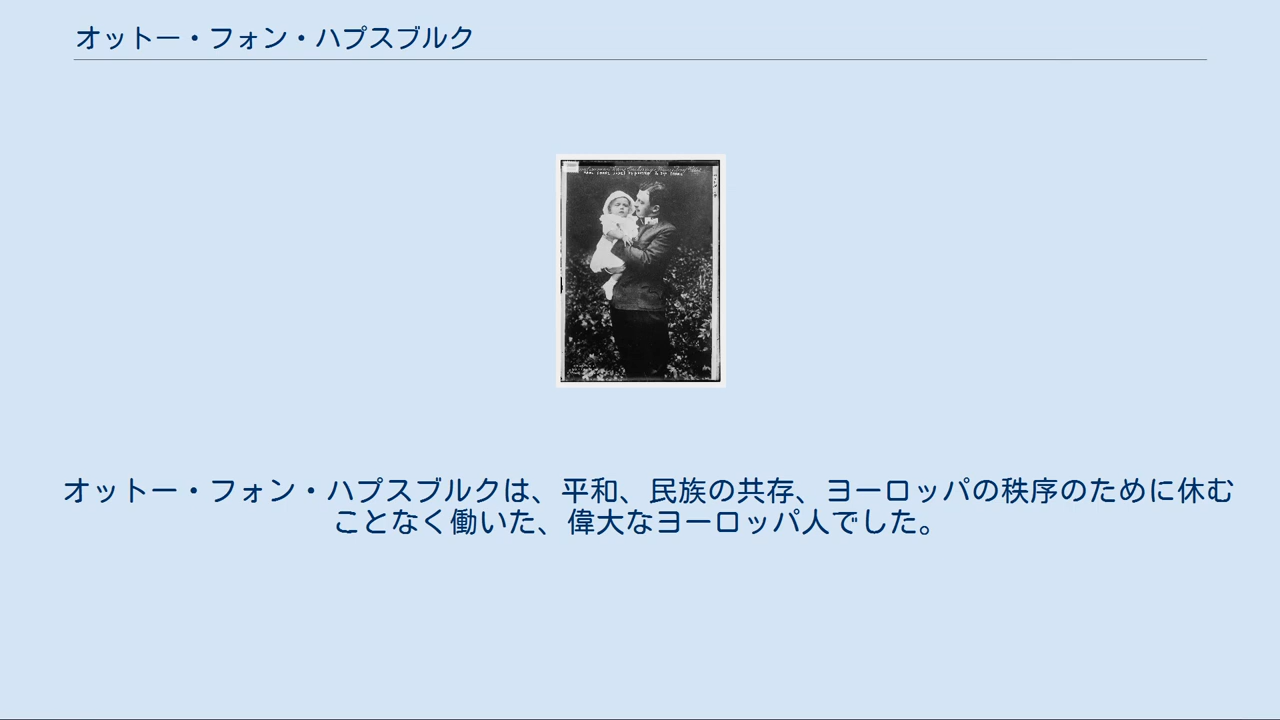 オットー・フォン・ハプスブルク
オットー・フォン・ハプスブルクは、平和、民族の共存、ヨーロッパの秩序のために休む
ことなく働いた、偉大なヨーロッパ人でした。